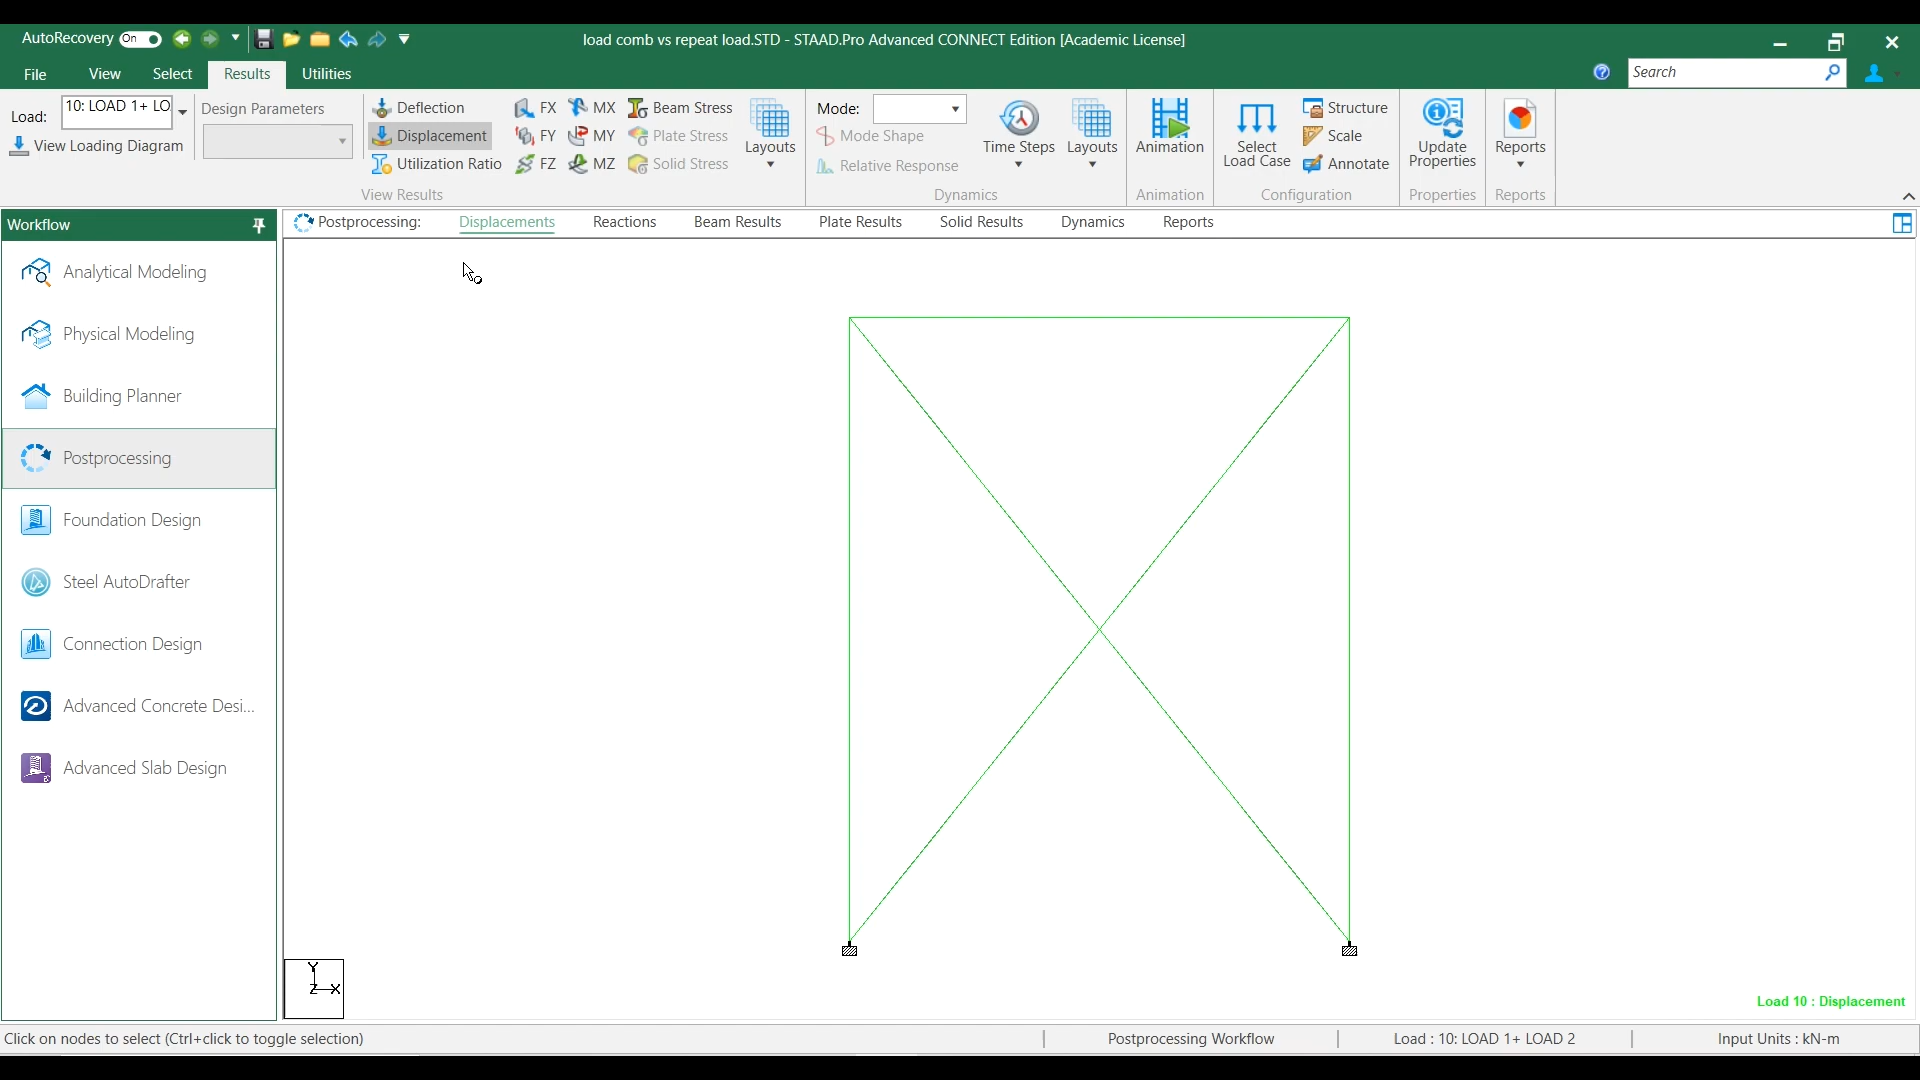 AutoRecovery On
load comb vs repeat load.STD - STAAD.Pro Advanced CONNECT Edition [Academic License]
File View Select Results Utilities
Search
Load: 10: LOAD 1+ LO
View Loading Diagram
Design Parameters
Deflection
Displacement
Utilization Ratio
FX
FY
FZ
MX
MY
MZ
Beam Stress
Plate Stress
Solid Stress
Layouts
View Results
Mode:
Mode Shape
Relative Response
Time Steps
Layouts
Dynamics
Animation
Animation
Select
Load Case
Structure
Scale
Annotate
Configuration
Update
Properties
Properties
Reports
Reports
Workflow
Postprocessing: Displacements Reactions Beam Results Plate Results Solid Results Dynamics Reports
Analytical Modeling
Physical Modeling
Building Planner
Postprocessing
Foundation Design
Steel AutoDrafter
Connection Design
Advanced Concrete Desi...
Advanced Slab Design
Y
Z X
Load 10 : Displacement
Click on nodes to select (Ctrl+click to toggle selection)
Postprocessing Workflow
Load : 10: LOAD 1+ LOAD 2
Input Units : kN-m